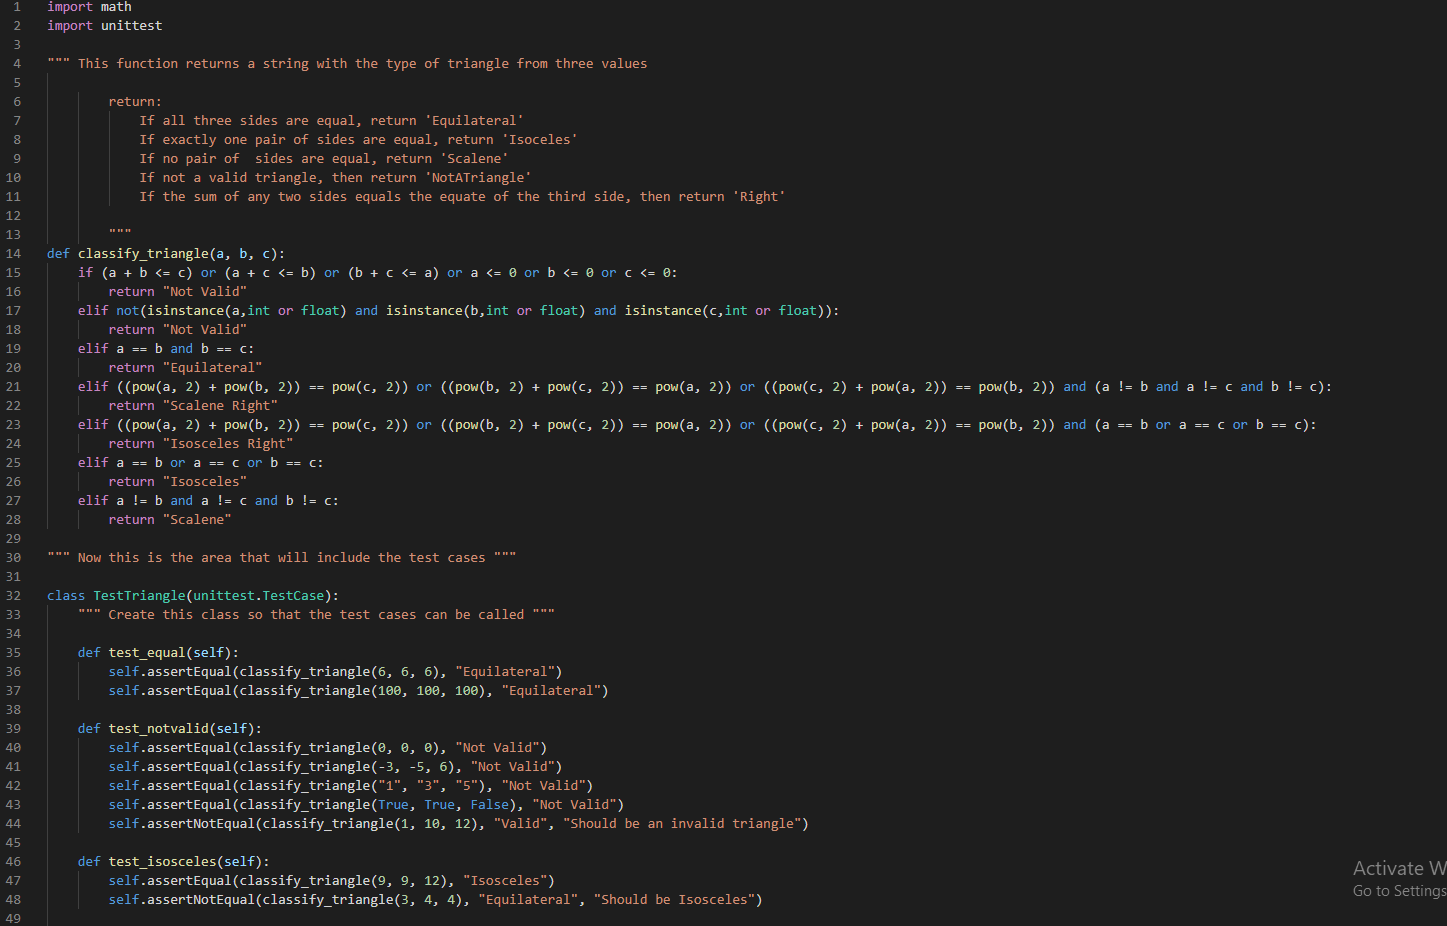 1 import math
2 import unittest
3
4 """ This function returns a string with the type of triangle from three values
5
6 return:
7 If all three sides are equal, return 'Equilateral'
8 If exactly one pair of sides are equal, return 'Isoceles'
9 If no pair of  sides are equal, return 'Scalene'
10 If not a valid triangle, then return 'NotATriangle'
11 If the sum of any two sides equals the equate of the third side, then return 'Right'
12
13 """
14 def classify_triangle(a, b, c):
15 if (a + b <= c) or (a + c <= b) or (b + c <= a) or a <= 0 or b <= 0 or c <= 0:
16 return "Not Valid"
17 elif not(isinstance(a,int or float) and isinstance(b,int or float) and isinstance(c,int or float)):
18 return "Not Valid"
19 elif a == b and b == c:
20 return "Equilateral"
21 elif ((pow(a, 2) + pow(b, 2)) == pow(c, 2)) or ((pow(b, 2) + pow(c, 2)) == pow(a, 2)) or ((pow(c, 2) + pow(a, 2)) == pow(b, 2)) and (a != b and a != c and b != c):
22 return "Scalene Right"
23 elif ((pow(a, 2) + pow(b, 2)) == pow(c, 2)) or ((pow(b, 2) + pow(c, 2)) == pow(a, 2)) or ((pow(c, 2) + pow(a, 2)) == pow(b, 2)) and (a == b or a == c or b == c):
24 return "Isosceles Right"
25 elif a == b or a == c or b == c:
26 return "Isosceles"
27 elif a != b and a != c and b != c:
28 return "Scalene"
29
30 """ Now this is the area that will include the test cases """
31
32 class TestTriangle(unittest.TestCase):
33 """ Create this class so that the test cases can be called """
34
35 def test_equal(self):
36 self.assertEqual(classify_triangle(6, 6, 6), "Equilateral")
37 self.assertEqual(classify_triangle(100, 100, 100), "Equilateral")
38
39 def test_notvalid(self):
40 self.assertEqual(classify_triangle(0, 0, 0), "Not Valid")
41 self.assertEqual(classify_triangle(-3, -5, 6), "Not Valid")
42 self.assertEqual(classify_triangle("1", "3", "5"), "Not Valid")
43 self.assertEqual(classify_triangle(True, True, False), "Not Valid")
44 self.assertNotEqual(classify_triangle(1, 10, 12), "Valid", "Should be an invalid triangle")
45
46 def test_isosceles(self):
47 self.assertEqual(classify_triangle(9, 9, 12), "Isosceles")
48 self.assertNotEqual(classify_triangle(3, 4, 4), "Equilateral", "Should be Isosceles")
49
Activate W
Go to Settings